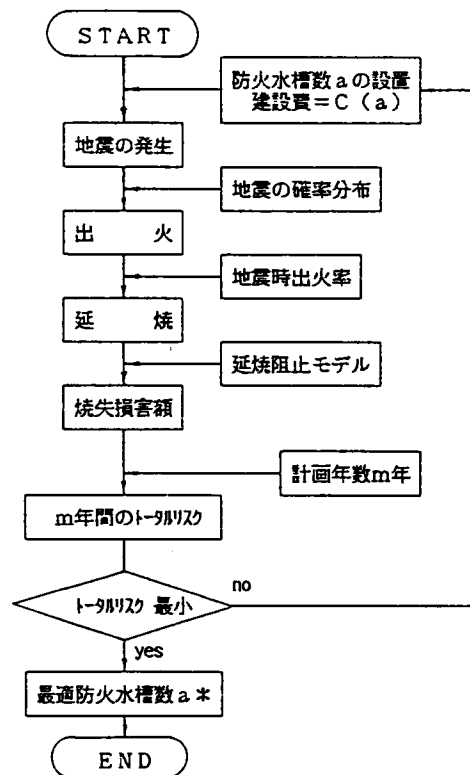 START
防火水槽数aの設置
建設費=C(a)
地震の発生
地震の確率分布
出 火
地震時出火率
延 焼
延焼阻止モデル
焼失損害額
計画年数m年
m年間のトータルリスク
トータルリスク 最小
no
yes
最適防火水槽数a*
END